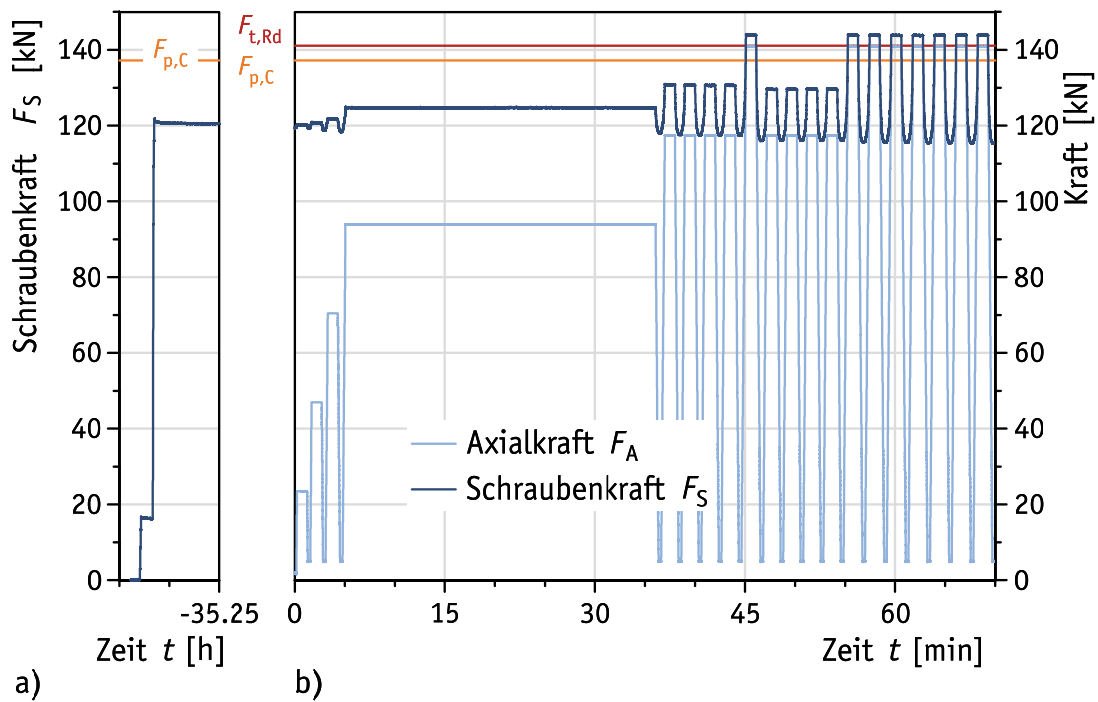 Schraubenkraft F_S [kN]
140
120
100
80
60
40
20
0
F_p,C
-35.25
Zeit t [h]
a)
F_t,Rd
F_p,C
Axialkraft F_A
Schraubenkraft F_S
0
15
30
45
60
Zeit t [min]
b)
140
120
100
80
60
40
20
0
Kraft [kN]